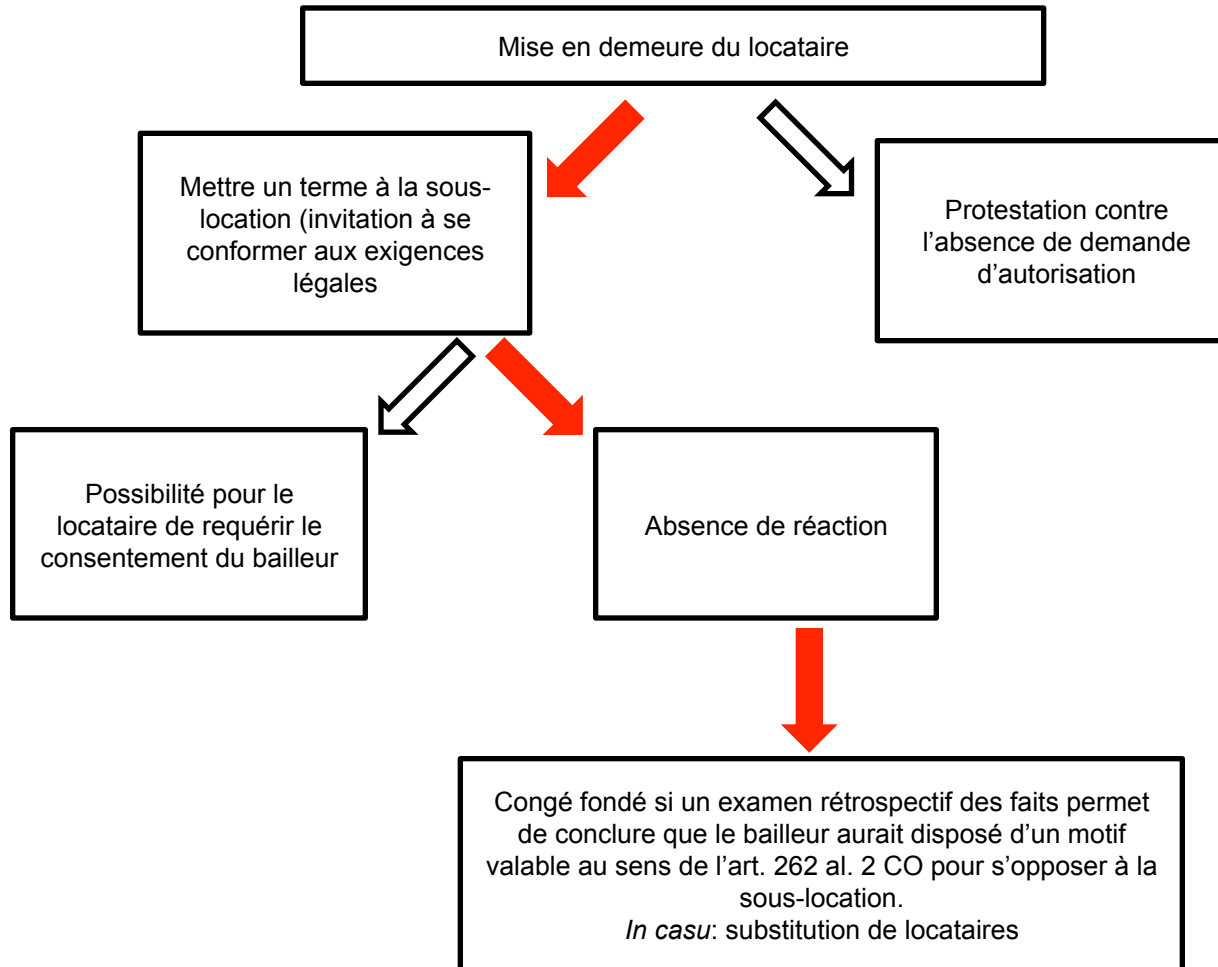 Mise en demeure du locataire
Mettre un terme à la sous-
location (invitation à se
conformer aux exigences
légales
Protestation contre
l’absence de demande
d’autorisation
Possibilité pour le
locataire de requérir le
consentement du bailleur
Absence de réaction
Congé fondé si un examen rétrospectif des faits permet
de conclure que le bailleur aurait disposé d’un motif
valable au sens de l’art. 262 al. 2 CO pour s’opposer à la
sous-location.
In casu: substitution de locataires